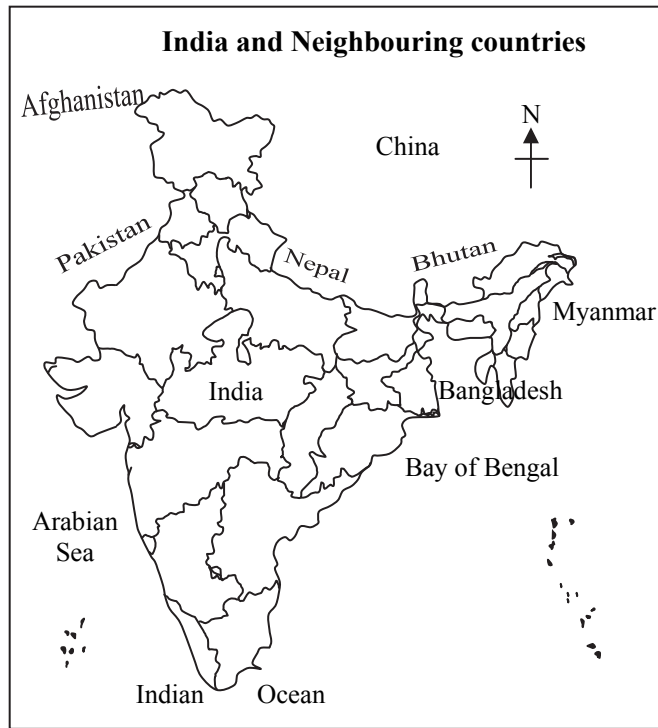 India and Neighbouring countries
Afghanistan
N
China
Pakistan
Nepal
Bhutan
Myanmar
India
Bangladesh
Bay of Bengal
Arabian
Sea
Indian Ocean